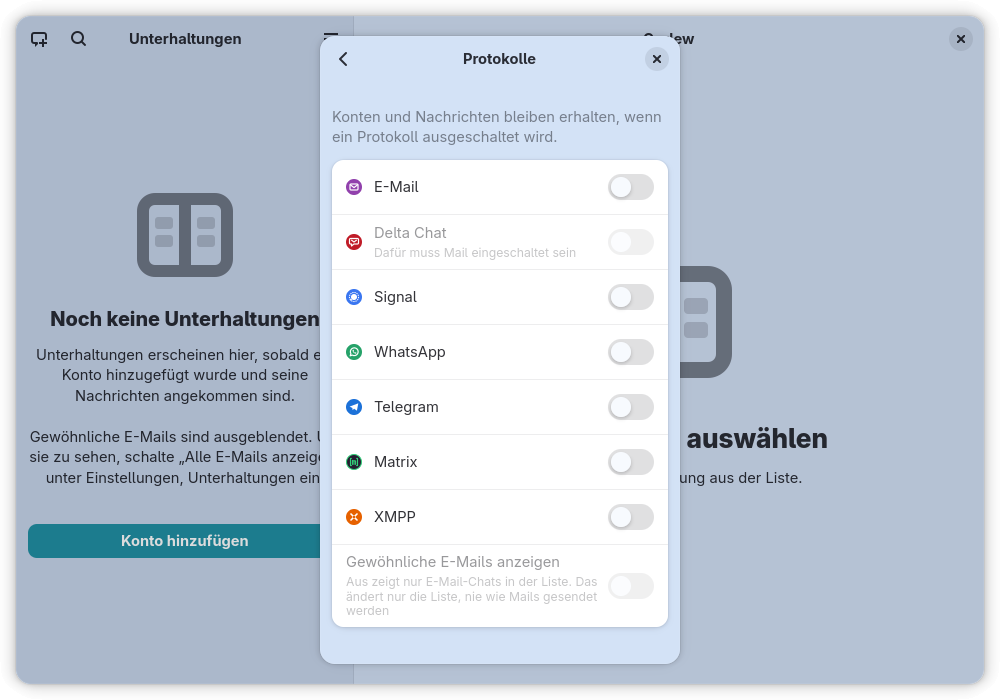 Unterhaltungen
Noch keine Unterhaltungen
Unterhaltungen erscheinen hier, sobald
Konto hinzugefügt wurde und seine
Nachrichten angekommen sind.
Gewöhnliche E-Mails sind ausgeblendet.
sie zu sehen, schalte „Alle E-Mails
unter Einstellungen, Unterhaltungen ein
Konto hinzufügen
Protokolle
Konten und Nachrichten bleiben erhalten, wenn
ein Protokoll ausgeschaltet wird.
E-Mail
Delta Chat
Dafür muss Mail eingeschaltet sein
Signal
WhatsApp
Telegram
Matrix
XMPP
Gewöhnliche E-Mails anzeigen
Aus zeigt nur E-Mail-Chats in der Liste. Das
ändert nur die Liste, nie wie Mails gesendet
werden
auswählen
aus der Liste.